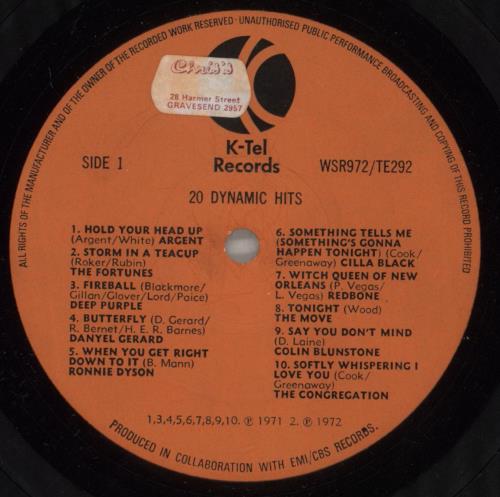 ALL RIGHTS OF THE MANUFACTURER AND OF THE OWNER OF THE RECORDED WORK RESERVED · UNAUTHORISED PUBLIC PERFORMANCE BROADCASTING AND COPYING OF THIS RECORD PROHIBITED
Chris's
28 Harmer Street
GRAVESEND 2957
K-Tel
Records
SIDE 1
WSR972/TE292
20 DYNAMIC HITS
1. HOLD YOUR HEAD UP
(Argent/White) ARGENT
2. STORM IN A TEACUP
(Roker/Rubin)
THE FORTUNES
3. FIREBALL (Blackmore/
Gillan/Glover/Lord/Paice)
DEEP PURPLE
4. BUTTERFLY (D. Gerard/
R. Bernet/H. E. R. Barnes)
DANYEL GERARD
5. WHEN YOU GET RIGHT
DOWN TO IT (B. Mann)
RONNIE DYSON
6. SOMETHING TELLS ME
(SOMETHING'S GONNA
HAPPEN TONIGHT) (Cook/
Greenaway) CILLA BLACK
7. WITCH QUEEN OF NEW
ORLEANS (P. Vegas/
L. Vegas) REDBONE
8. TONIGHT (Wood)
THE MOVE
9. SAY YOU DON'T MIND
(D. Laine)
COLIN BLUNSTONE
10. SOFTLY WHISPERING I
LOVE YOU (Cook/
Greenaway)
THE CONGREGATION
1,3,4,5,6,7,8,9,10. ℗ 1971 2. ℗ 1972
PRODUCED IN COLLABORATION WITH EMI/CBS RECORDS.